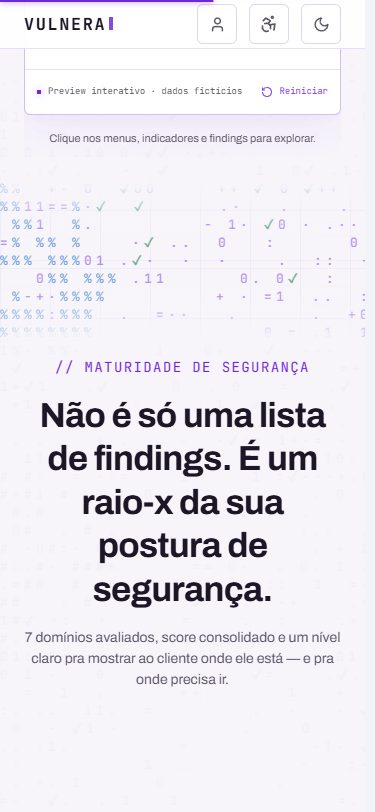 VULNERA
Preview interativo · dados fictícios
Reiniciar
Clique nos menus, indicadores e findings para explorar.
// MATURIDADE DE SEGURANÇA
Não é só uma lista
de findings. É um
raio-x da sua
postura de
segurança.
7 domínios avaliados, score consolidado e um nível
claro pra mostrar ao cliente onde ele está — e pra
onde precisa ir.